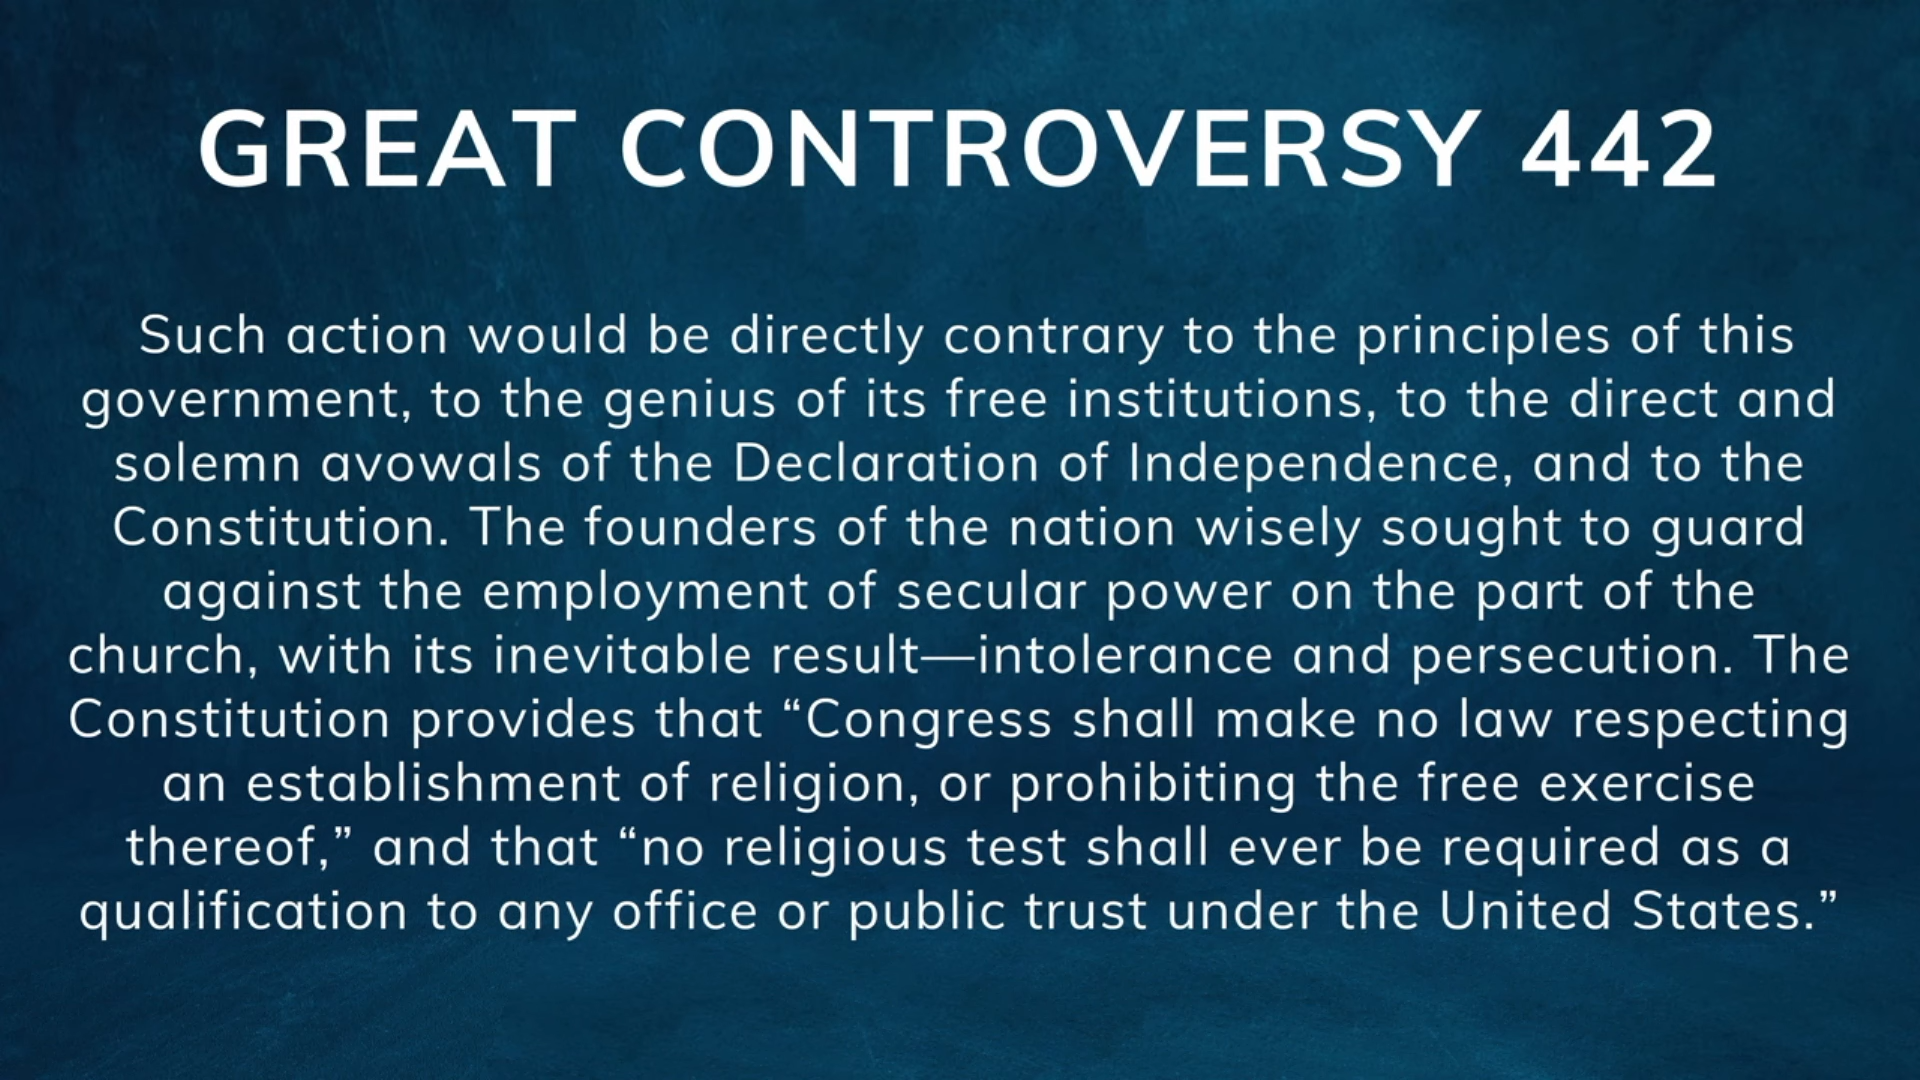 GREAT CONTROVERSY 442
Such action would be directly contrary to the principles of this
government, to the genius of its free institutions, to the direct and
solemn avowals of the Declaration of Independence, and to the
Constitution. The founders of the nation wisely sought to guard
against the employment of secular power on the part of the
church, with its inevitable result—intolerance and persecution. The
Constitution provides that “Congress shall make no law respecting
an establishment of religion, or prohibiting the free exercise
thereof,” and that “no religious test shall ever be required as a
qualification to any office or public trust under the United States.”